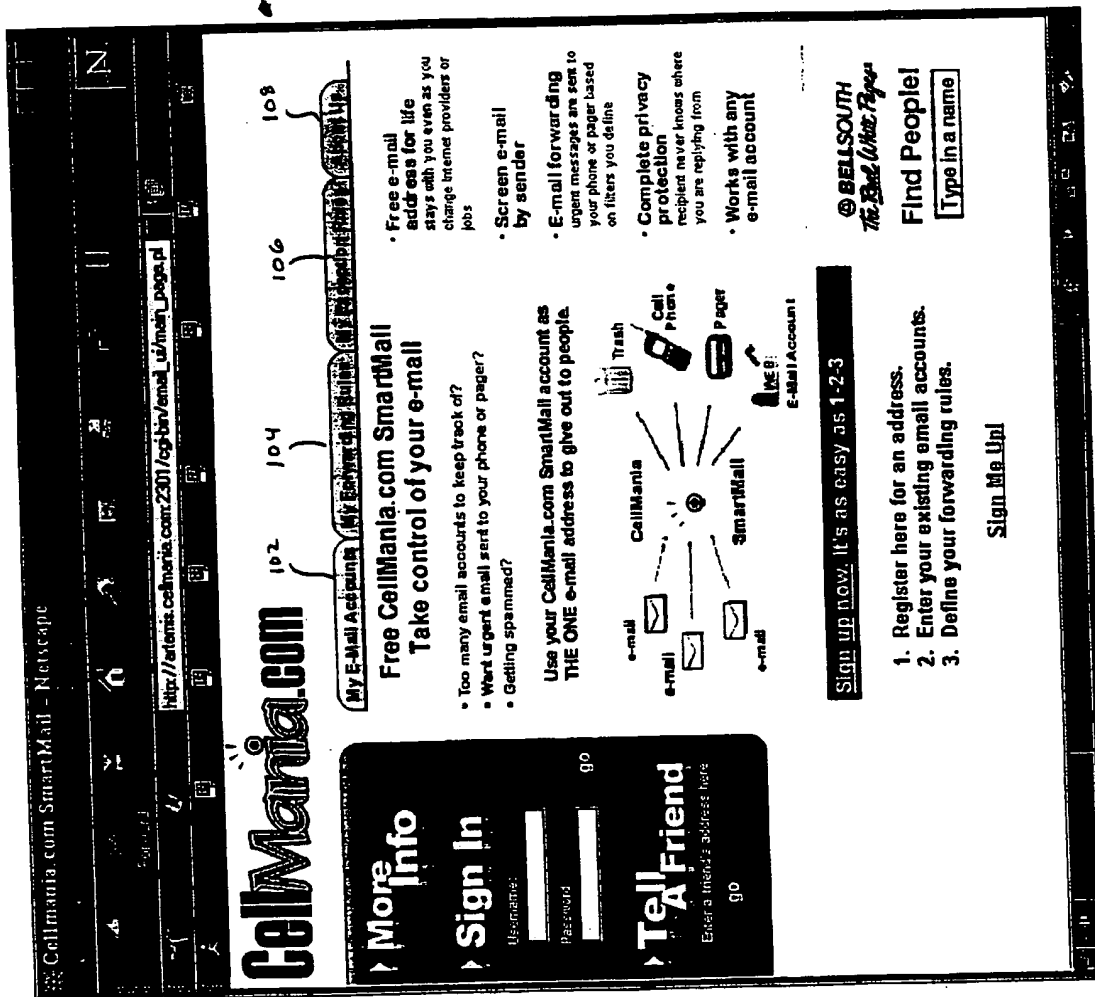 Cellmania.com SmartMail - Netscape
http://artemis.cellmania.com:2301/cgi-bin/email_ui/main_page.pl
CellMania.com
102
104
106
108
My E-Mail Accounts
More
Info
Sign In
Username:
Password
go
Tell
A Friend
Enter a friend's address here
go
Free CellMania.com SmartMail
Take control of your e-mail
• Too many email accounts to keep track of?
• Want urgent email sent to your phone or pager?
• Getting spammed?
Use your CellMania.com SmartMail account as
THE ONE e-mail address to give out to people.
e-mail
e-mail
e-mail
CellMania
SmartMail
Trash
Cell
Phone
Pager
E-Mail Account
• Free e-mail
address for life
stays with you even as you
change Internet providers or
jobs
• Screen e-mail
by sender
• E-mail forwarding
urgent messages are sent to
your phone or pager based
on filters you define
• Complete privacy
protection
recipient never knows where
you are replying from
• Works with any
e-mail account
Sign up now. It's as easy as 1-2-3
1. Register here for an address.
2. Enter your existing email accounts.
3. Define your forwarding rules.
Sign Me Up!
BELLSOUTH
The Real White Pages
Find People!
Type in a name